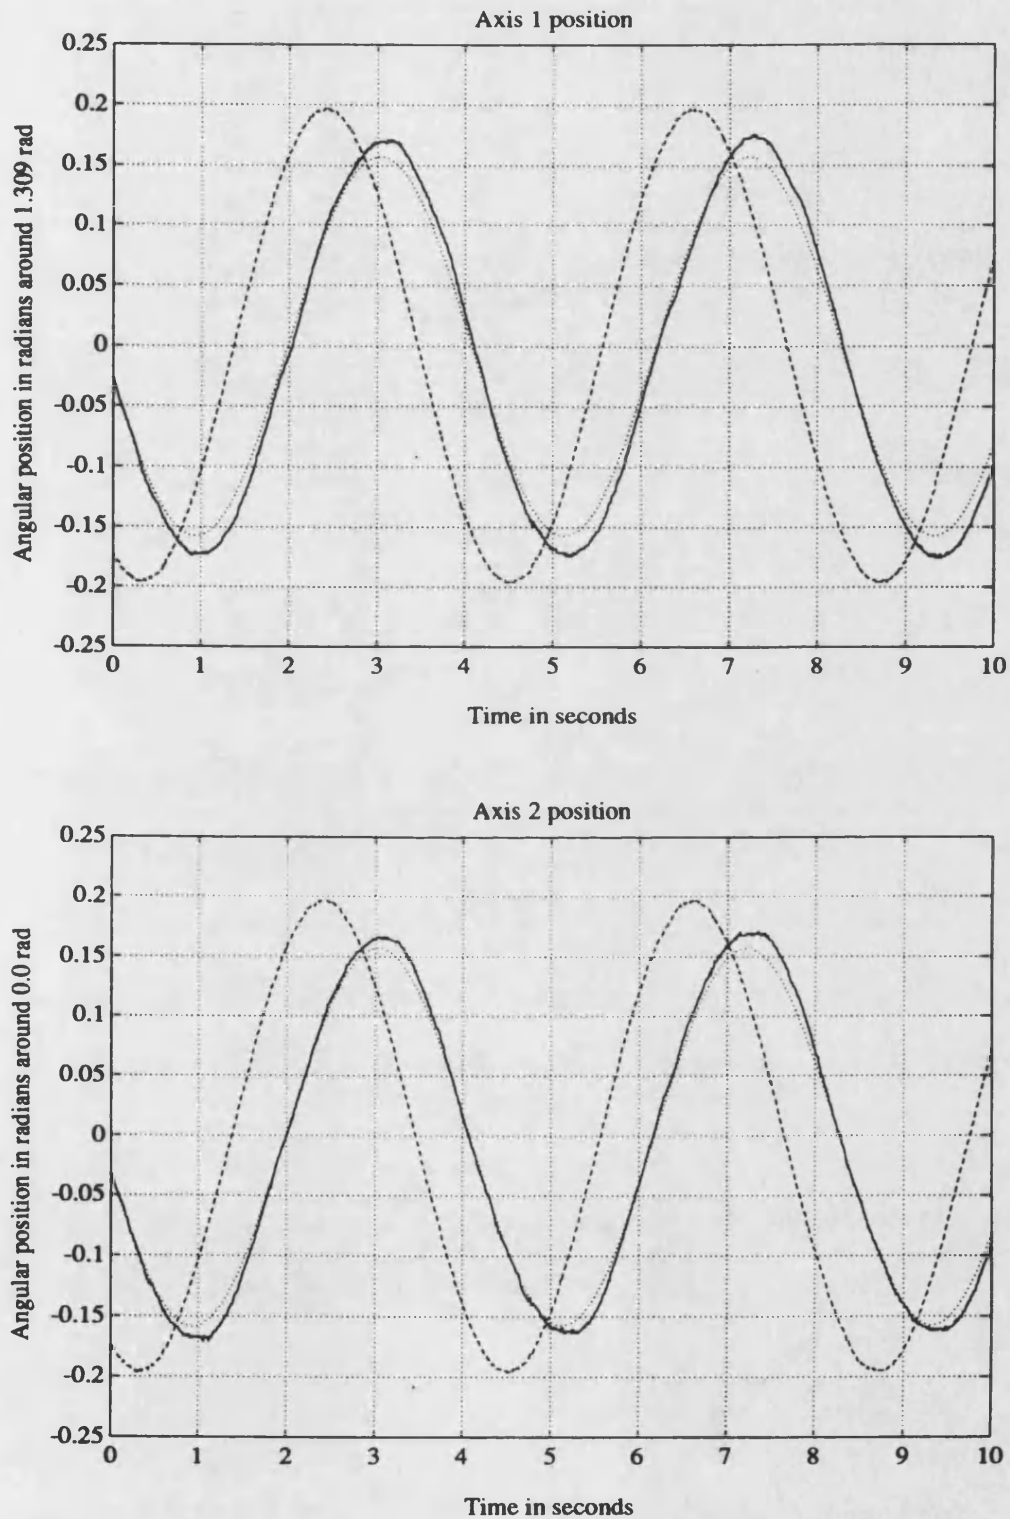 Axis 1 position
0.25
0.2
0.15
0.1
0.05
0
-0.05
-0.1
-0.15
-0.2
-0.25
Angular position in radians around 1.309 rad
0 1 2 3 4 5 6 7 8 9 10
Time in seconds
Axis 2 position
0.25
0.2
0.15
0.1
0.05
0
-0.05
-0.1
-0.15
-0.2
-0.25
Angular position in radians around 0.0 rad
0 1 2 3 4 5 6 7 8 9 10
Time in seconds